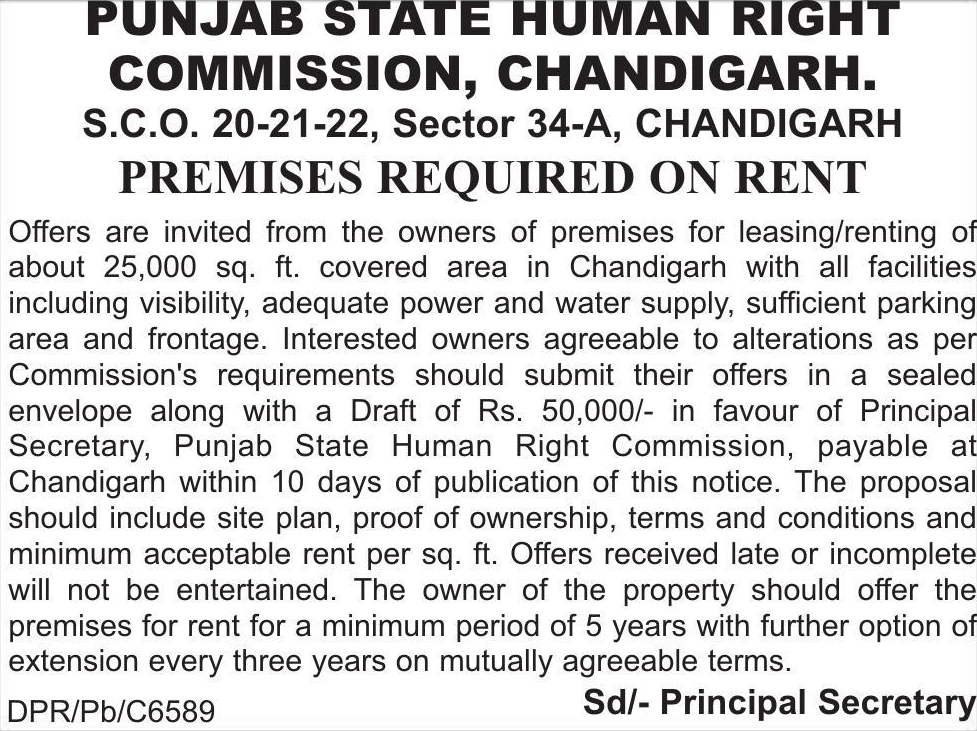 PUNJAB STATE HUMAN RIGHT
COMMISSION, CHANDIGARH.
S.C.O. 20-21-22, Sector 34-A, CHANDIGARH
PREMISES REQUIRED ON RENT
Offers are invited from the owners of premises for leasing/renting of
about 25,000 sq. ft. covered area in Chandigarh with all facilities
including visibility, adequate power and water supply, sufficient parking
area and frontage. Interested owners agreeable to alterations as per
Commission's requirements should submit their offers in a sealed
envelope along with a Draft of Rs. 50,000/- in favour of Principal
Secretary, Punjab State Human Right Commission, payable at
Chandigarh within 10 days of publication of this notice. The proposal
should include site plan, proof of ownership, terms and conditions and
minimum acceptable rent per sq. ft. Offers received late or incomplete
will not be entertained. The owner of the property should offer the
premises for rent for a minimum period of 5 years with further option of
extension every three years on mutually agreeable terms.
DPR/Pb/C6589 Sd/- Principal Secretary